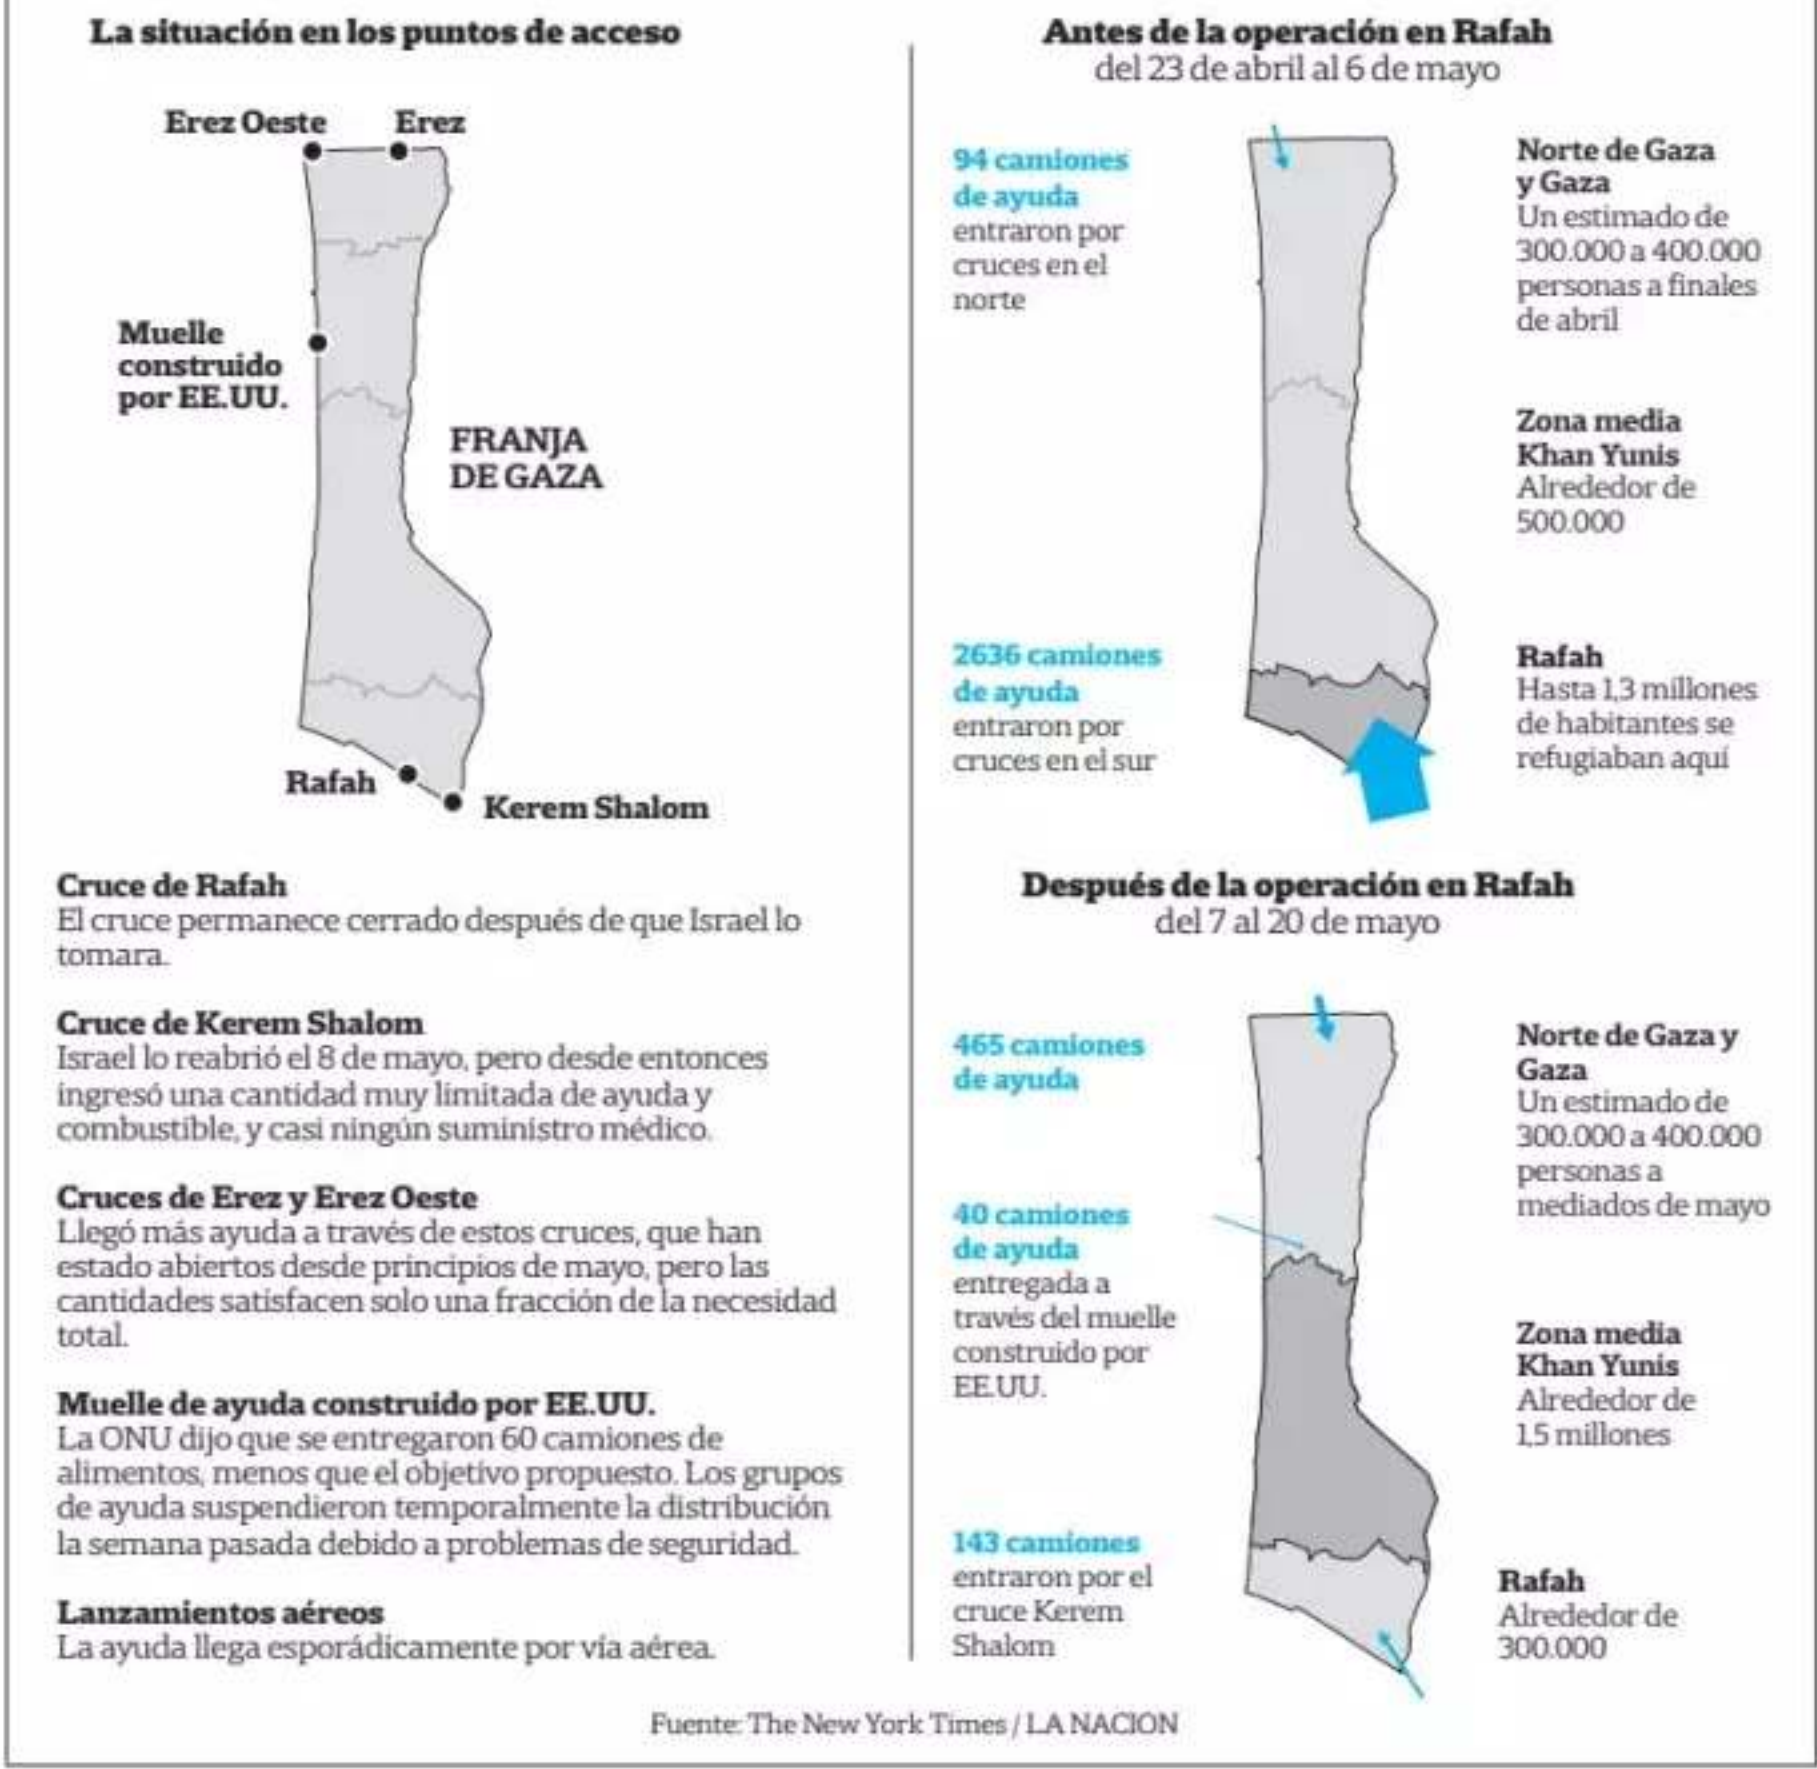 La situación en los puntos de acceso
Erez Oeste
Erez
Muelle
construido
por EE.UU.
FRANJA
DE GAZA
Rafah
Kerem Shalom
Cruce de Rafah
El cruce permanece cerrado después de que Israel lo
tomara.
Cruce de Kerem Shalom
Israel lo reabrió el 8 de mayo, pero desde entonces
ingresó una cantidad muy limitada de ayuda y
combustible, y casi ningún suministro médico.
Cruces de Erez y Erez Oeste
Llegó más ayuda a través de estos cruces, que han
estado abiertos desde principios de mayo, pero las
cantidades satisfacen solo una fracción de la necesidad
total.
Muelle de ayuda construido por EE.UU.
La ONU dijo que se entregaron 60 camiones de
alimentos, menos que el objetivo propuesto. Los grupos
de ayuda suspendieron temporalmente la distribución
la semana pasada debido a problemas de seguridad.
Lanzamientos aéreos
La ayuda llega esporádicamente por vía aérea.
Antes de la operación en Rafah
del 23 de abril al 6 de mayo
94 camiones
de ayuda
entraron por
cruces en el
norte
Norte de Gaza
y Gaza
Un estimado de
300.000 a 400.000
personas a finales
de abril
Zona media
Khan Yunis
Alrededor de
500.000
2636 camiones
de ayuda
entraron por
cruces en el sur
Rafah
Hasta 1,3 millones
de habitantes se
refugiaban aquí
Después de la operación en Rafah
del 7 al 20 de mayo
465 camiones
de ayuda
Norte de Gaza y
Gaza
Un estimado de
300.000 a 400.000
personas a
mediados de mayo
40 camiones
de ayuda
entregada a
través del muelle
construido por
EE.UU.
Zona media
Khan Yunis
Alrededor de
1,5 millones
143 camiones
entraron por el
cruce Kerem
Shalom
Rafah
Alrededor de
300.000
Fuente: The New York Times / LA NACION